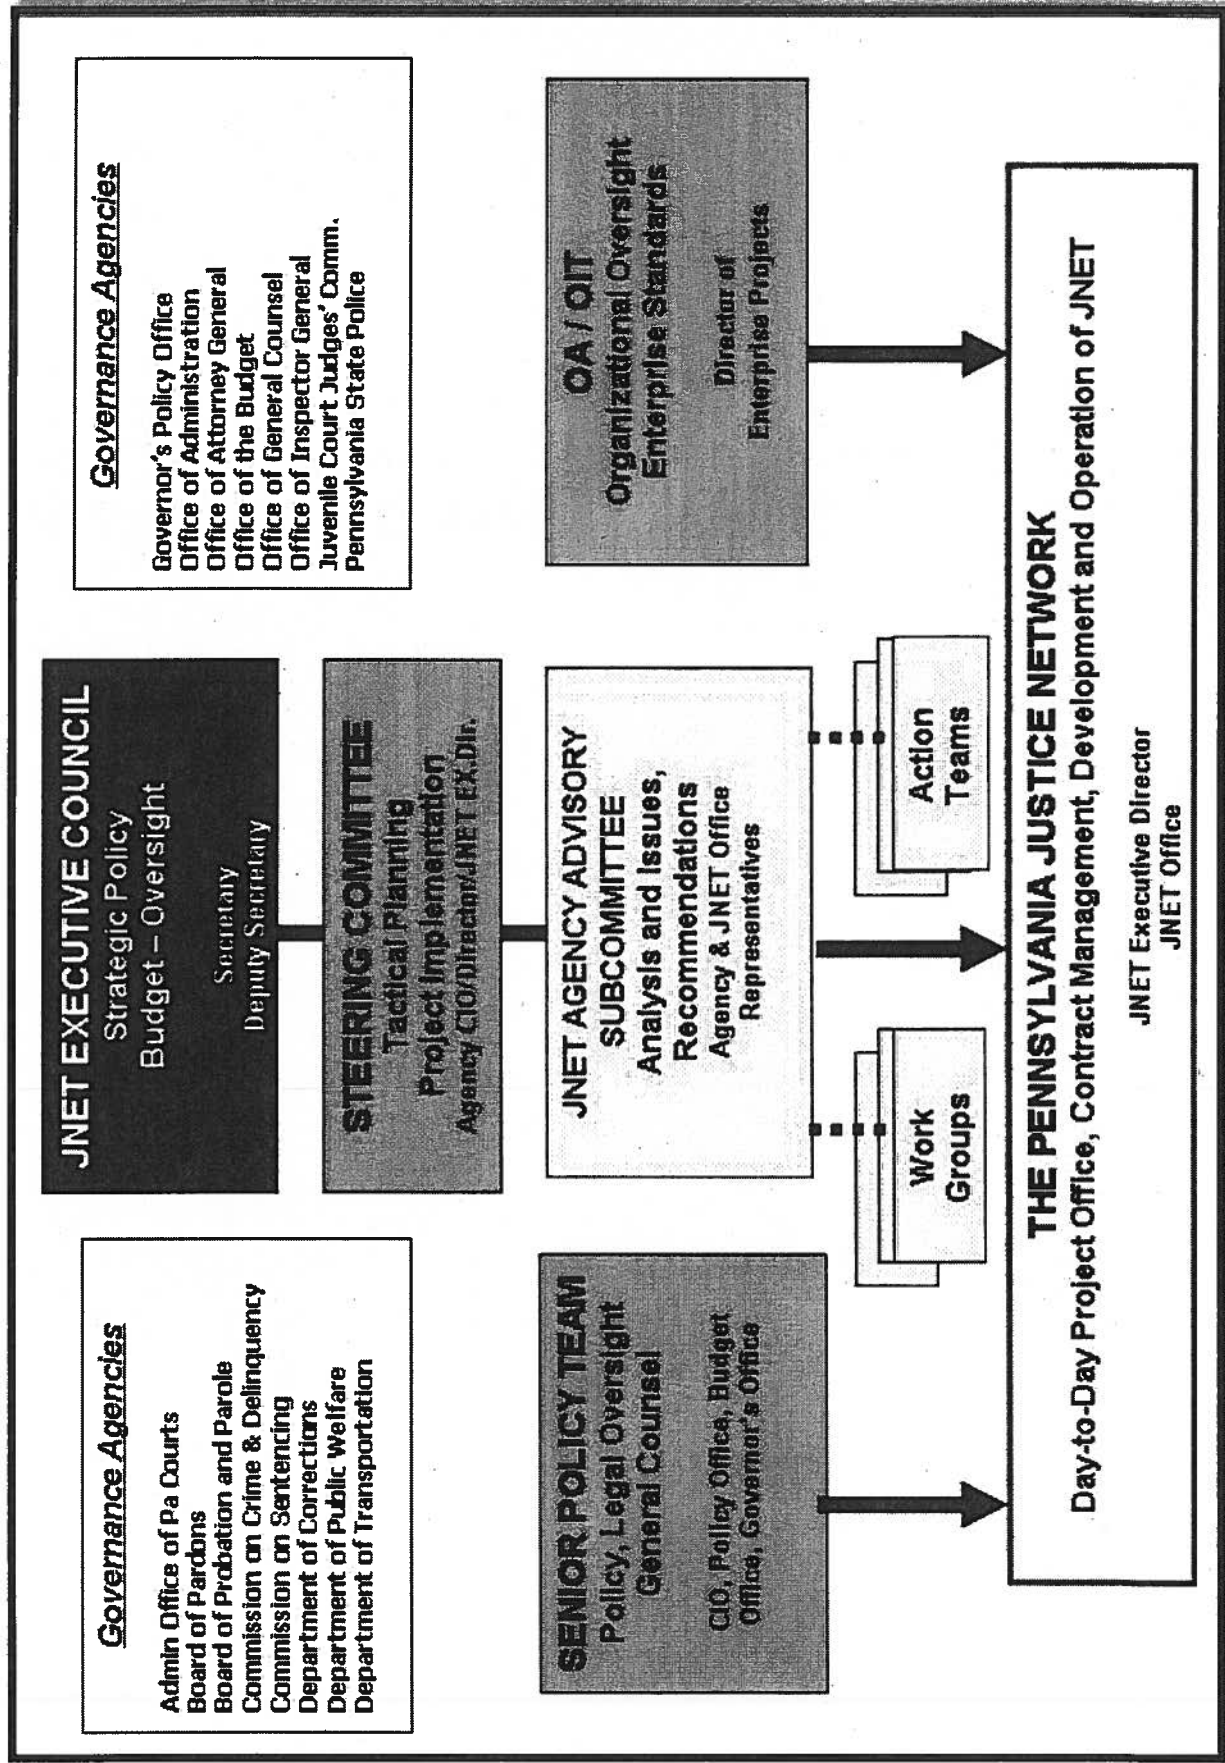 Governance Agencies
Admin Office of Pa Courts
Board of Pardons
Board of Probation and Parole
Commission on Crime & Delinquency
Commission on Sentencing
Department of Corrections
Department of Public Welfare
Department of Transportation
JNET EXECUTIVE COUNCIL
Strategic Policy
Budget – Oversight
Secretary
Deputy Secretary
Governance Agencies
Governor's Policy Office
Office of Administration
Office of Attorney General
Office of the Budget
Office of General Counsel
Office of Inspector General
Juvenile Court Judges' Comm.
Pennsylvania State Police
STEERING COMMITTEE
Tactical Planning
Project Implementation
Agency CIO/Director/JNET EX.Dir.
SENIOR POLICY TEAM
Policy, Legal Oversight
General Counsel
CIO, Policy Office, Budget
Office, Governor's Office
JNET AGENCY ADVISORY
SUBCOMMITTEE
Analysis and Issues,
Recommendations
Agency & JNET Office
Representatives
OA / OIT
Organizational Oversight
Enterprise Standards
Director of
Enterprise Projects
Work
Groups
Action
Teams
THE PENNSYLVANIA JUSTICE NETWORK
Day-to-Day Project Office, Contract Management, Development and Operation of JNET
JNET Executive Director
JNET Office